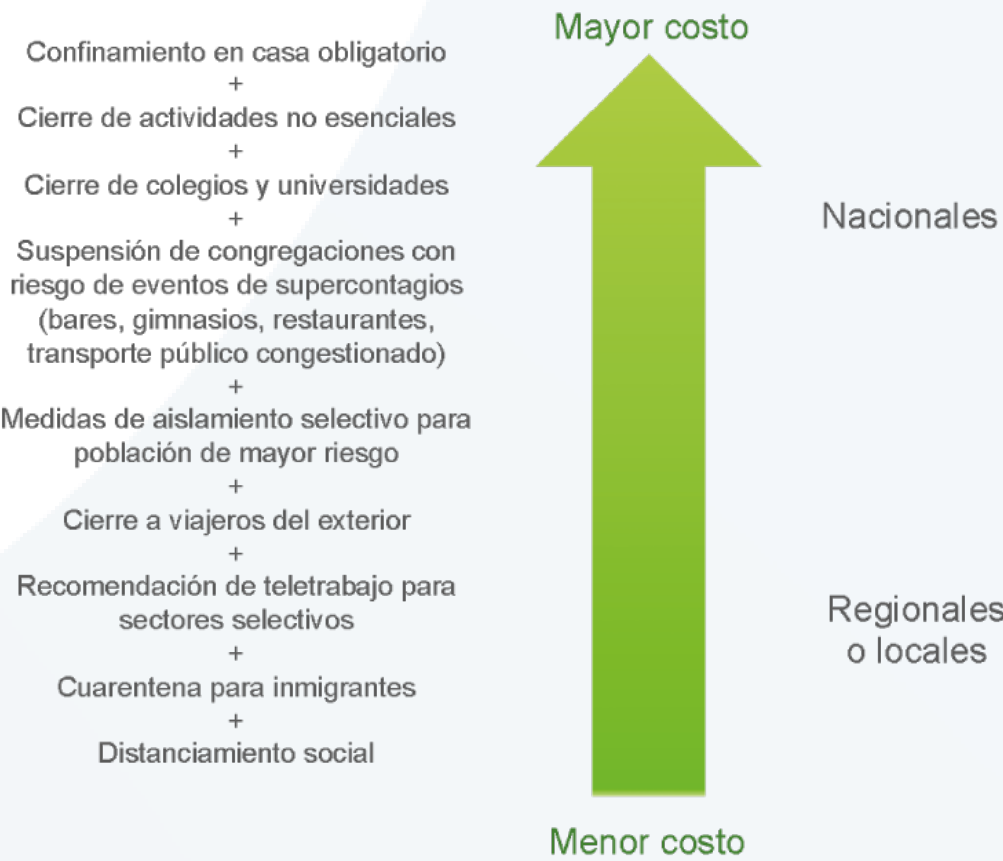 Mayor costo
Confinamiento en casa obligatorio
+
Cierre de actividades no esenciales
+
Cierre de colegios y universidades
+
Suspensión de congregaciones con
riesgo de eventos de supercontagios
(bares, gimnasios, restaurantes,
transporte público congestionado)
+
Medidas de aislamiento selectivo para
población de mayor riesgo
+
Cierre a viajeros del exterior
+
Recomendación de teletrabajo para
sectores selectivos
+
Cuarentena para inmigrantes
+
Distanciamiento social
Nacionales
Regionales
o locales
Menor costo